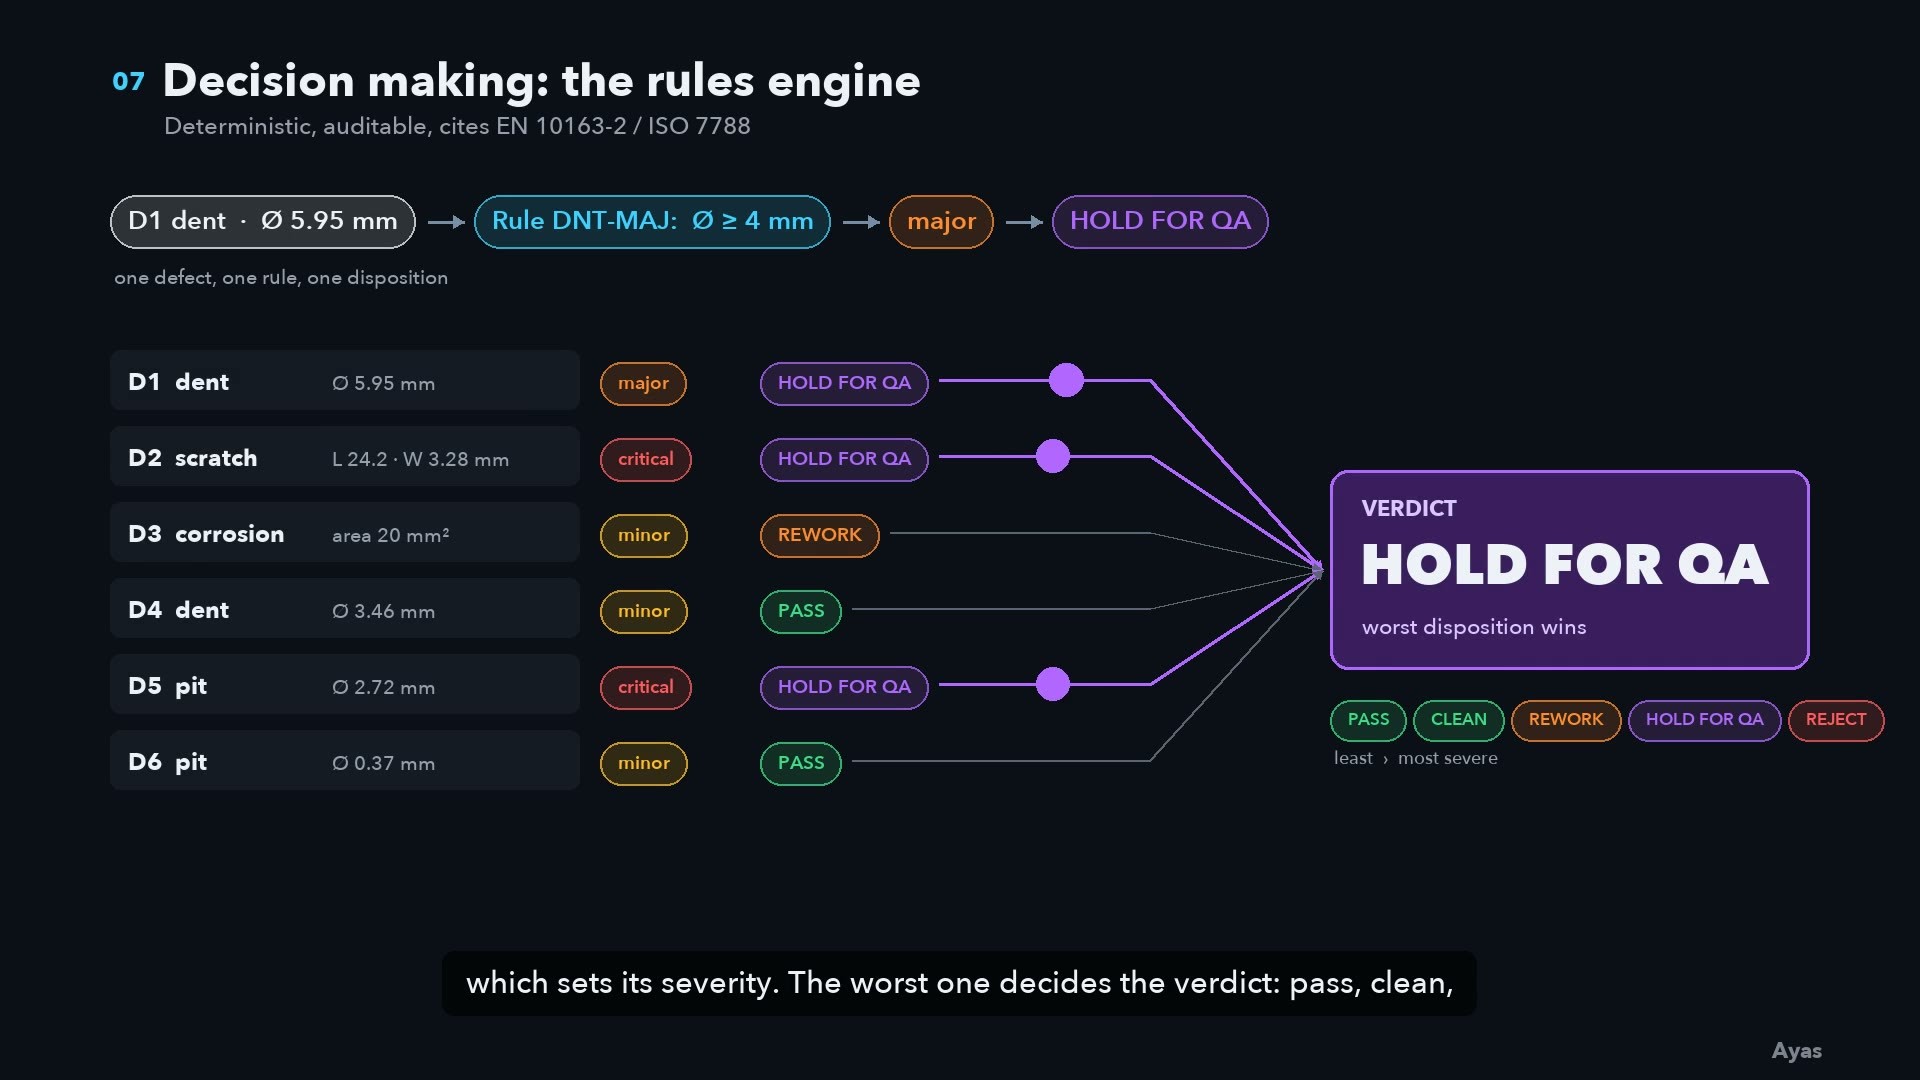 07 Decision making: the rules engine
Deterministic, auditable, cites EN 10163-2 / ISO 7788
D1 dent · Ø 5.95 mm
Rule DNT-MAJ: Ø ≥ 4 mm
major
HOLD FOR QA
one defect, one rule, one disposition
D1 dent Ø 5.95 mm major HOLD FOR QA
D2 scratch L 24.2 · W 3.28 mm critical HOLD FOR QA
D3 corrosion area 20 mm² minor REWORK
D4 dent Ø 3.46 mm minor PASS
D5 pit Ø 2.72 mm critical HOLD FOR QA
D6 pit Ø 0.37 mm minor PASS
VERDICT
HOLD FOR QA
worst disposition wins
PASS CLEAN REWORK HOLD FOR QA REJECT
least › most severe
which sets its severity. The worst one decides the verdict: pass, clean,
Ayas